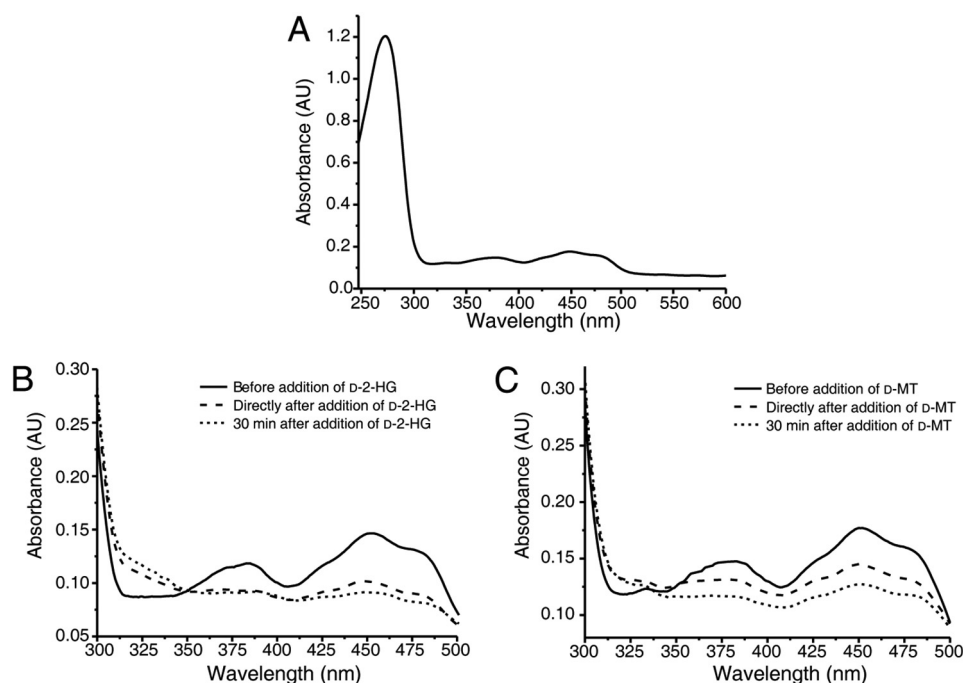 A
1.2
1.0
0.8
0.6
0.4
0.2
0.0
Absorbance (AU)
250 300 350 400 450 500 550 600
Wavelength (nm)
B
0.30
0.25
0.20
0.15
0.10
0.05
Absorbance (AU)
Before addition of D-2-HG
Directly after addition of D-2-HG
30 min after addition of D-2-HG
300 325 350 375 400 425 450 475 500
Wavelength (nm)
C
0.30
0.25
0.20
0.15
0.10
Absorbance (AU)
Before addition of D-MT
Directly after addition of D-MT
30 min after addition of D-MT
300 325 350 375 400 425 450 475 500
Wavelength (nm)